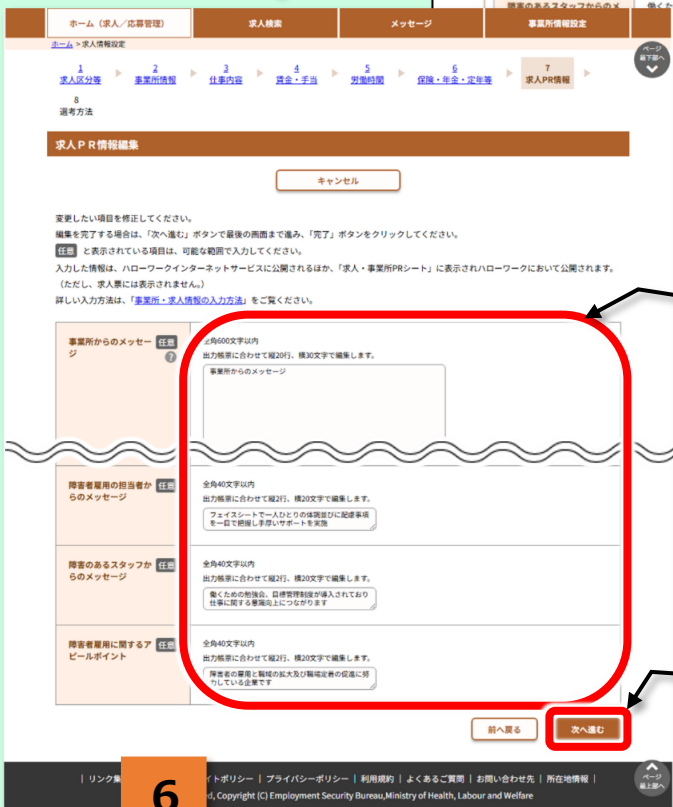 障害のあるスタッフからのメ
働くた
ホーム（求人／応募管理）
求人検索
メッセージ
事業所情報設定
ホーム > 求人情報設定
ページ
最下部へ
1
求人区分等
2
事業所情報
3
仕事内容
4
賃金・手当
5
労働時間
6
保険・年金・定年等
7
求人PR情報
8
選考方法
求人ＰＲ情報編集
キャンセル
変更したい項目を修正してください。
編集を完了する場合は、「次へ進む」ボタンで最後の画面まで進み、「完了」ボタンをクリックしてください。
任意 と表示されている項目は、可能な範囲で入力してください。
入力した情報は、ハローワークインターネットサービスに公開されるほか、「求人・事業所PRシート」に表示されハローワークにおいて公開されます。
（ただし、求人票には表示されません。）
詳しい入力方法は、「事業所・求人情報の入力方法」をご覧ください。
事業所からのメッセー 任意
ジ ?
全角600文字以内
出力帳票に合わせて縦20行、横30文字で編集します。
事業所からのメッセージ
障害者雇用の担当者か 任意
らのメッセージ
全角40文字以内
出力帳票に合わせて縦2行、横20文字で編集します。
フェイスシートで一人ひとりの体調並びに配慮事項
を一目で把握し手厚いサポートを実施
障害のあるスタッフか 任意
らのメッセージ
全角40文字以内
出力帳票に合わせて縦2行、横20文字で編集します。
働くための勉強会、目標管理制度が導入されており
仕事に関する意識向上につながります
障害者雇用に関するア 任意
ピールポイント
全角40文字以内
出力帳票に合わせて縦2行、横20文字で編集します。
障害者の雇用と職域の拡大及び職場定着の促進に努
力している企業です
前へ戻る
次へ進む
| リンク集
イトポリシー | プライバシーポリシー | 利用規約 | よくあるご質問 | お問い合わせ先 | 所在地情報 |
ページ
最上部へ
6
d, Copyright (C) Employment Security Bureau,Ministry of Health, Labour and Welfare